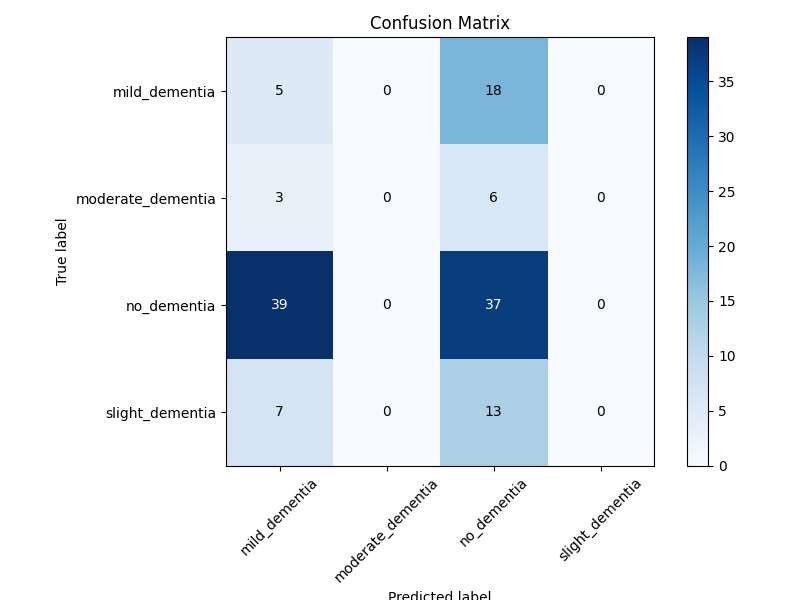 Confusion Matrix
mild_dementia 5 0 18 0
moderate_dementia 3 0 6 0
no_dementia 39 0 37 0
slight_dementia 7 0 13 0
True label
mild_dementia moderate_dementia no_dementia slight_dementia
Predicted label
35
30
25
20
15
10
5
0